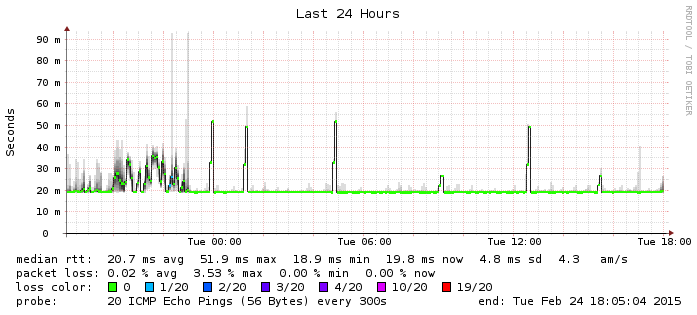 Last 24 Hours
RRDTOOL / TOBI OETIKER
Seconds
90 m
80 m
70 m
60 m
50 m
40 m
30 m
20 m
10 m
0
Tue 00:00 Tue 06:00 Tue 12:00 Tue 18:00
median rtt: 20.7 ms avg 51.9 ms max 18.9 ms min 19.8 ms now 4.8 ms sd 4.3 am/s
packet loss: 0.02 % avg 3.53 % max 0.00 % min 0.00 % now
loss color: 0 1/20 2/20 3/20 4/20 10/20 19/20
probe: 20 ICMP Echo Pings (56 Bytes) every 300s end: Tue Feb 24 18:05:04 2015